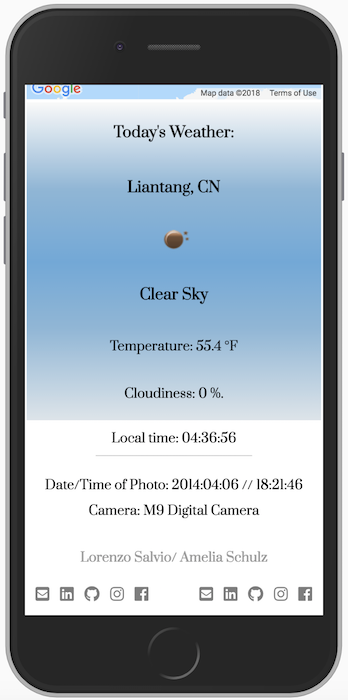 Google
Map data ©2018 Terms of Use
Today's Weather:
Liantang, CN
Clear Sky
Temperature: 55.4 °F
Cloudiness: 0 %.
Local time: 04:36:56
Date/Time of Photo: 2014:04:06 // 18:21:46
Camera: M9 Digital Camera
Lorenzo Salvio/ Amelia Schulz